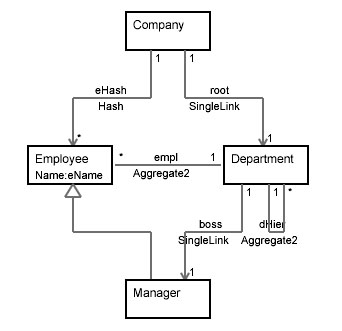 Company
1 1
eHash root
Hash SingleLink
* 1
Employee * empl 1 Department
Name:eName Aggregate2
1 1 *
boss dHier
SingleLink Aggregate2
1
Manager